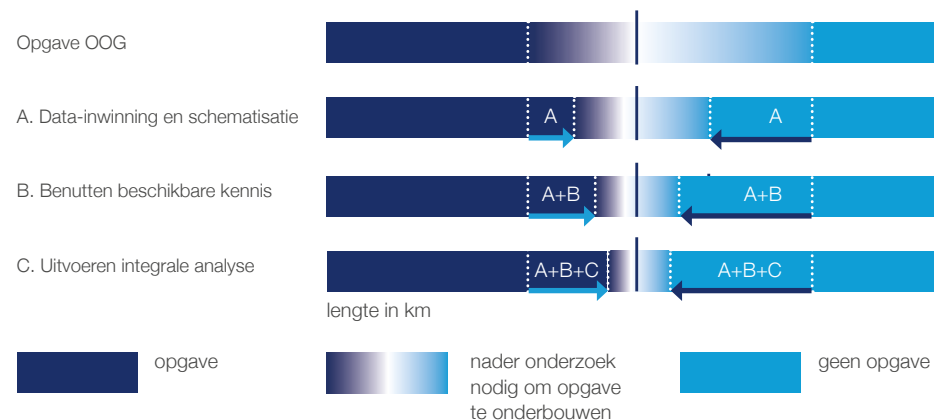 Opgave OOG
A. Data-inwinning en schematisatie
A
A
B. Benutten beschikbare kennis
A+B
A+B
C. Uitvoeren integrale analyse
A+B+C
A+B+C
lengte in km
opgave
nader onderzoek
nodig om opgave
te onderbouwen
geen opgave